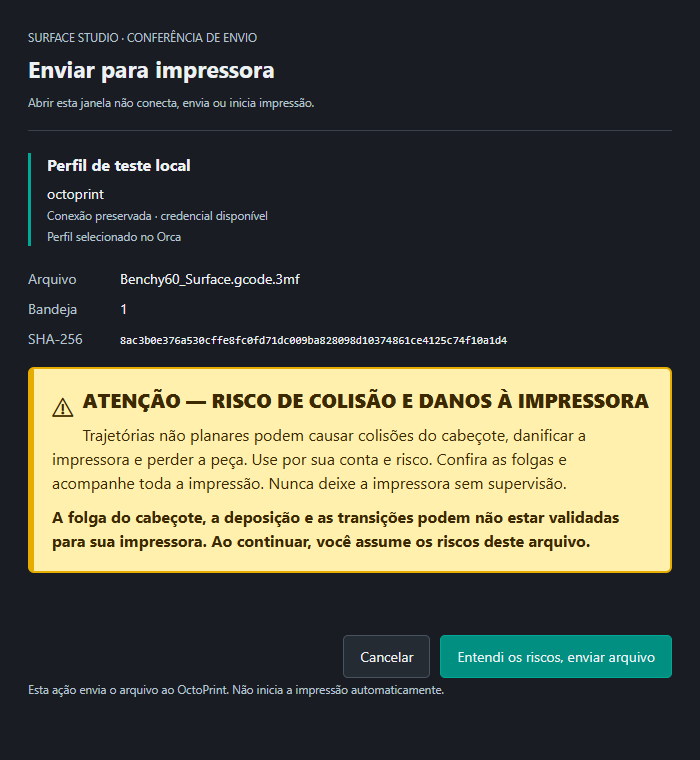 SURFACE STUDIO · CONFERÊNCIA DE ENVIO
Enviar para impressora
Abrir esta janela não conecta, envia ou inicia impressão.
Perfil de teste local
octoprint
Conexão preservada · credencial disponível
Perfil selecionado no Orca
Arquivo Benchy60_Surface.gcode.3mf
Bandeja 1
SHA-256 8ac3b0e376a530cffe8fc0fd71dc009ba828098d10374861ce4125c74f10a1d4
ATENÇÃO — RISCO DE COLISÃO E DANOS À IMPRESSORA
Trajetórias não planares podem causar colisões do cabeçote, danificar a
impressora e perder a peça. Use por sua conta e risco. Confira as folgas e
acompanhe toda a impressão. Nunca deixe a impressora sem supervisão.
A folga do cabeçote, a deposição e as transições podem não estar validadas
para sua impressora. Ao continuar, você assume os riscos deste arquivo.
Cancelar
Entendi os riscos, enviar arquivo
Esta ação envia o arquivo ao OctoPrint. Não inicia a impressão automaticamente.